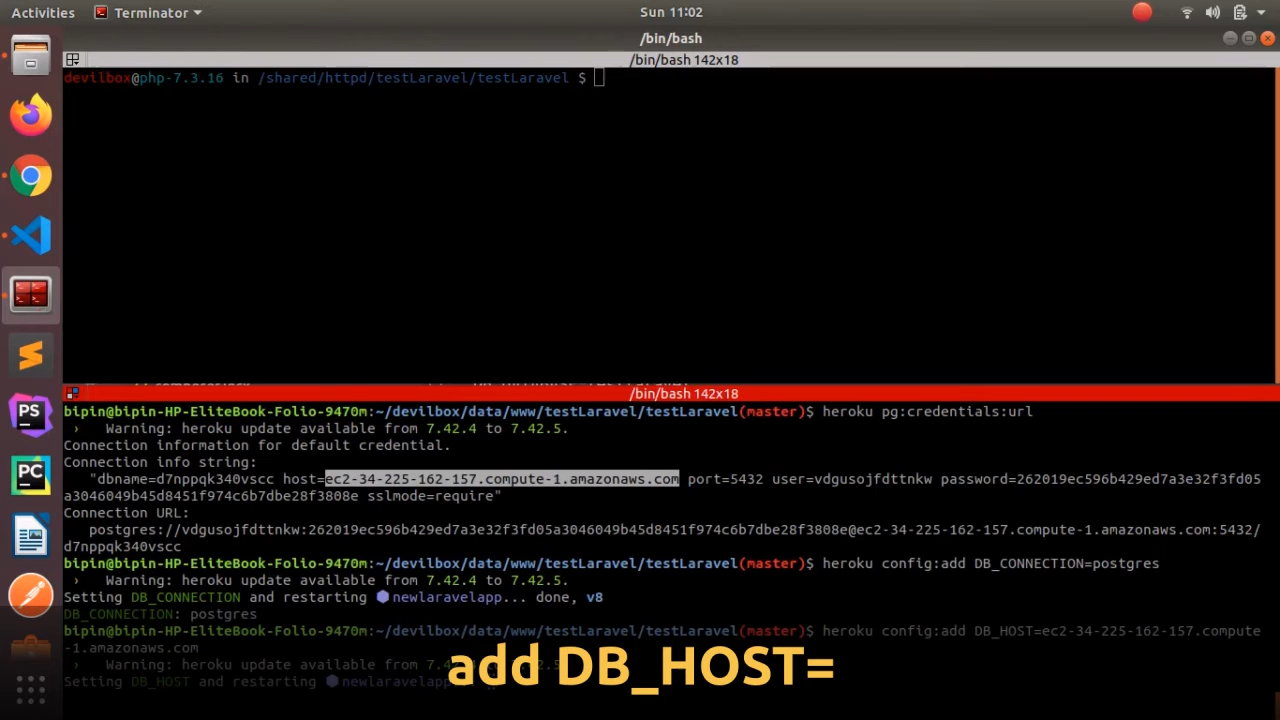 Activities Terminator Sun 11:02
/bin/bash
/bin/bash 142x18
devilbox@php-7.3.16 in /shared/httpd/testLaravel/testLaravel $
/bin/bash 142x18
bipin@bipin-HP-EliteBook-Folio-9470m:~/devilbox/data/www/testLaravel/testLaravel(master)$ heroku pg:credentials:url
› Warning: heroku update available from 7.42.4 to 7.42.5.
Connection information for default credential.
Connection info string:
"dbname=d7nppqk340vscc host=ec2-34-225-162-157.compute-1.amazonaws.com port=5432 user=vdgusojfdttnkw password=262019ec596b429ed7a3e32f3fd05
a3046049b45d8451f974c6b7dbe28f3808e sslmode=require"
Connection URL:
postgres://vdgusojfdttnkw:262019ec596b429ed7a3e32f3fd05a3046049b45d8451f974c6b7dbe28f3808e@ec2-34-225-162-157.compute-1.amazonaws.com:5432/
d7nppqk340vscc
bipin@bipin-HP-EliteBook-Folio-9470m:~/devilbox/data/www/testLaravel/testLaravel(master)$ heroku config:add DB_CONNECTION=postgres
› Warning: heroku update available from 7.42.4 to 7.42.5.
Setting DB_CONNECTION and restarting ⬢newlaravelapp... done, v8
DB_CONNECTION: postgres
bipin@bipin-HP-EliteBook-Folio-9470m:~/devilbox/data/www/testLaravel/testLaravel(master)$ heroku config:add DB_HOST=ec2-34-225-162-157.compute
-1.amazonaws.com
› Warning: heroku update available from 7.42.4 to 7.42.5.
Setting DB_HOST and restarting ⬢newlaravelapp
add DB_HOST=
PS
PC